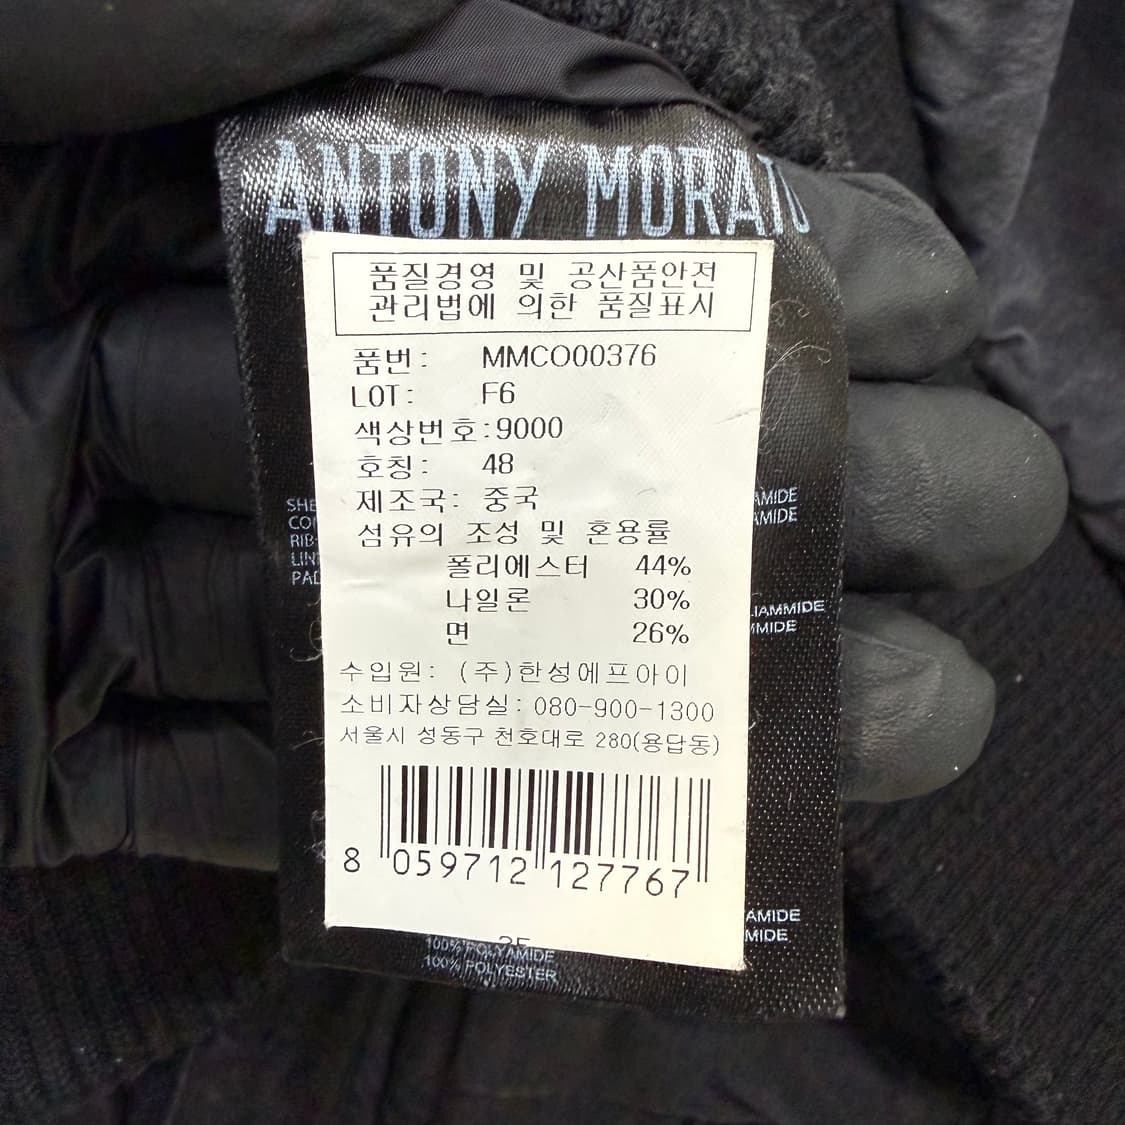 ANTONY MORATO
품질경영 및 공산품안전
관리법에 의한 품질표시
품번: MMCO00376
LOT: F6
색상번호:9000
호칭: 48
제조국: 중국
섬유의 조성 및 혼용률
폴리에스터 44%
나일론 30%
면 26%
수입원: (주)한성에프아이
소비자상담실: 080-900-1300
서울시 성동구 천호대로 280(용답동)
8 059712 127767
100% POLYAMIDE
100% POLYESTER